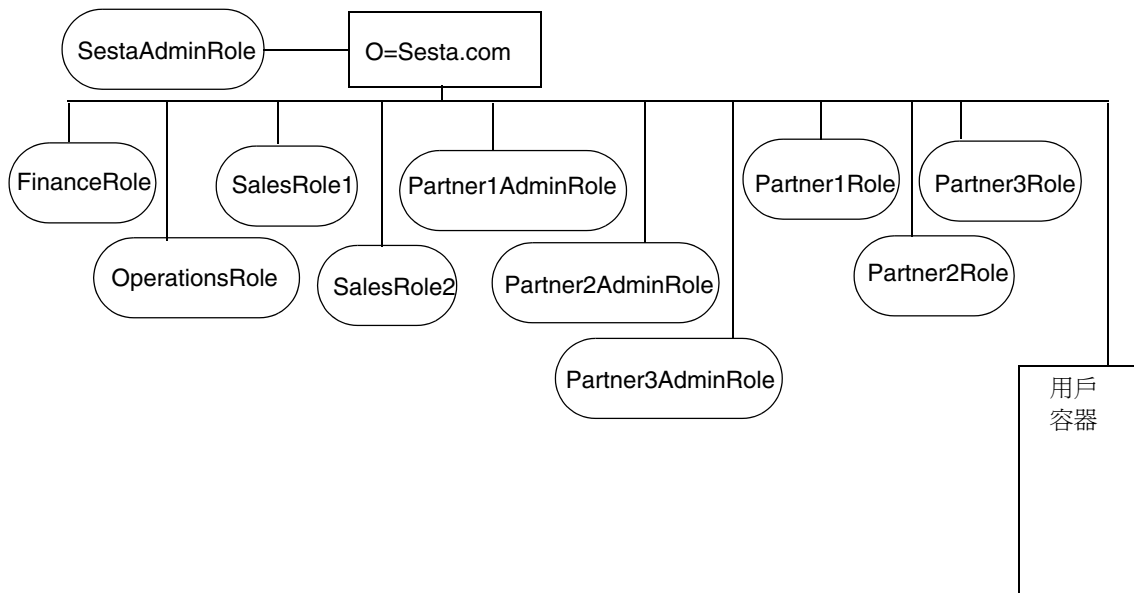 SestaAdminRole
O=Sesta.com
FinanceRole
SalesRole1
Partner1AdminRole
Partner1Role
Partner3Role
OperationsRole
SalesRole2
Partner2AdminRole
Partner2Role
Partner3AdminRole
用戶
容器